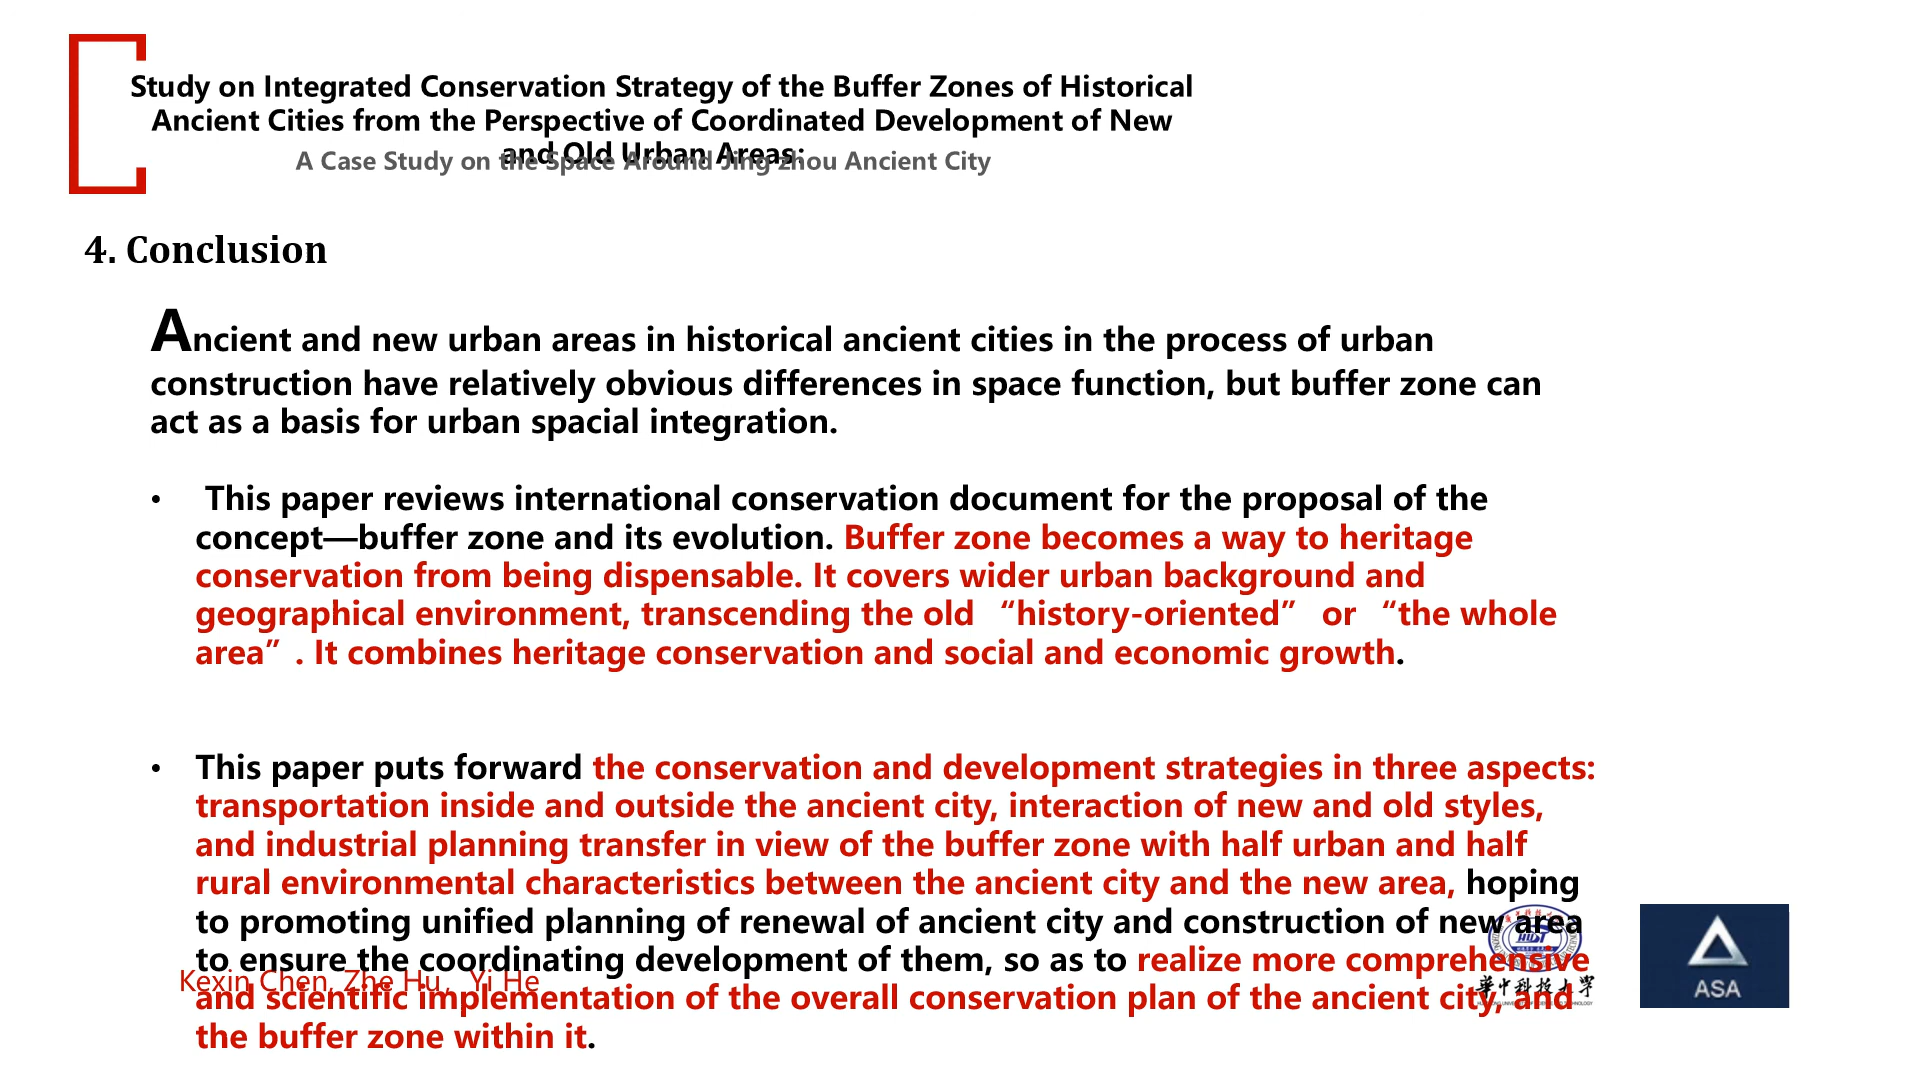 Study on Integrated Conservation Strategy of the Buffer Zones of Historical
Ancient Cities from the Perspective of Coordinated Development of New
and Old Urban Areas:
A Case Study on the Space Around Jing zhou Ancient City
4. Conclusion
Ancient and new urban areas in historical ancient cities in the process of urban
construction have relatively obvious differences in space function, but buffer zone can
act as a basis for urban spacial integration.
• This paper reviews international conservation document for the proposal of the
concept—buffer zone and its evolution. Buffer zone becomes a way to heritage
conservation from being dispensable. It covers wider urban background and
geographical environment, transcending the old “history-oriented” or “the whole
area” . It combines heritage conservation and social and economic growth.
• This paper puts forward the conservation and development strategies in three aspects:
transportation inside and outside the ancient city, interaction of new and old styles,
and industrial planning transfer in view of the buffer zone with half urban and half
rural environmental characteristics between the ancient city and the new area, hoping
to promoting unified planning of renewal of ancient city and construction of new area
to ensure the coordinating development of them, so as to realize more comprehensive
and scientific implementation of the overall conservation plan of the ancient city, and
the buffer zone within it.
Kexin Chen, Zhe Hu, Yi He
HUST
華中科技大学
ASA